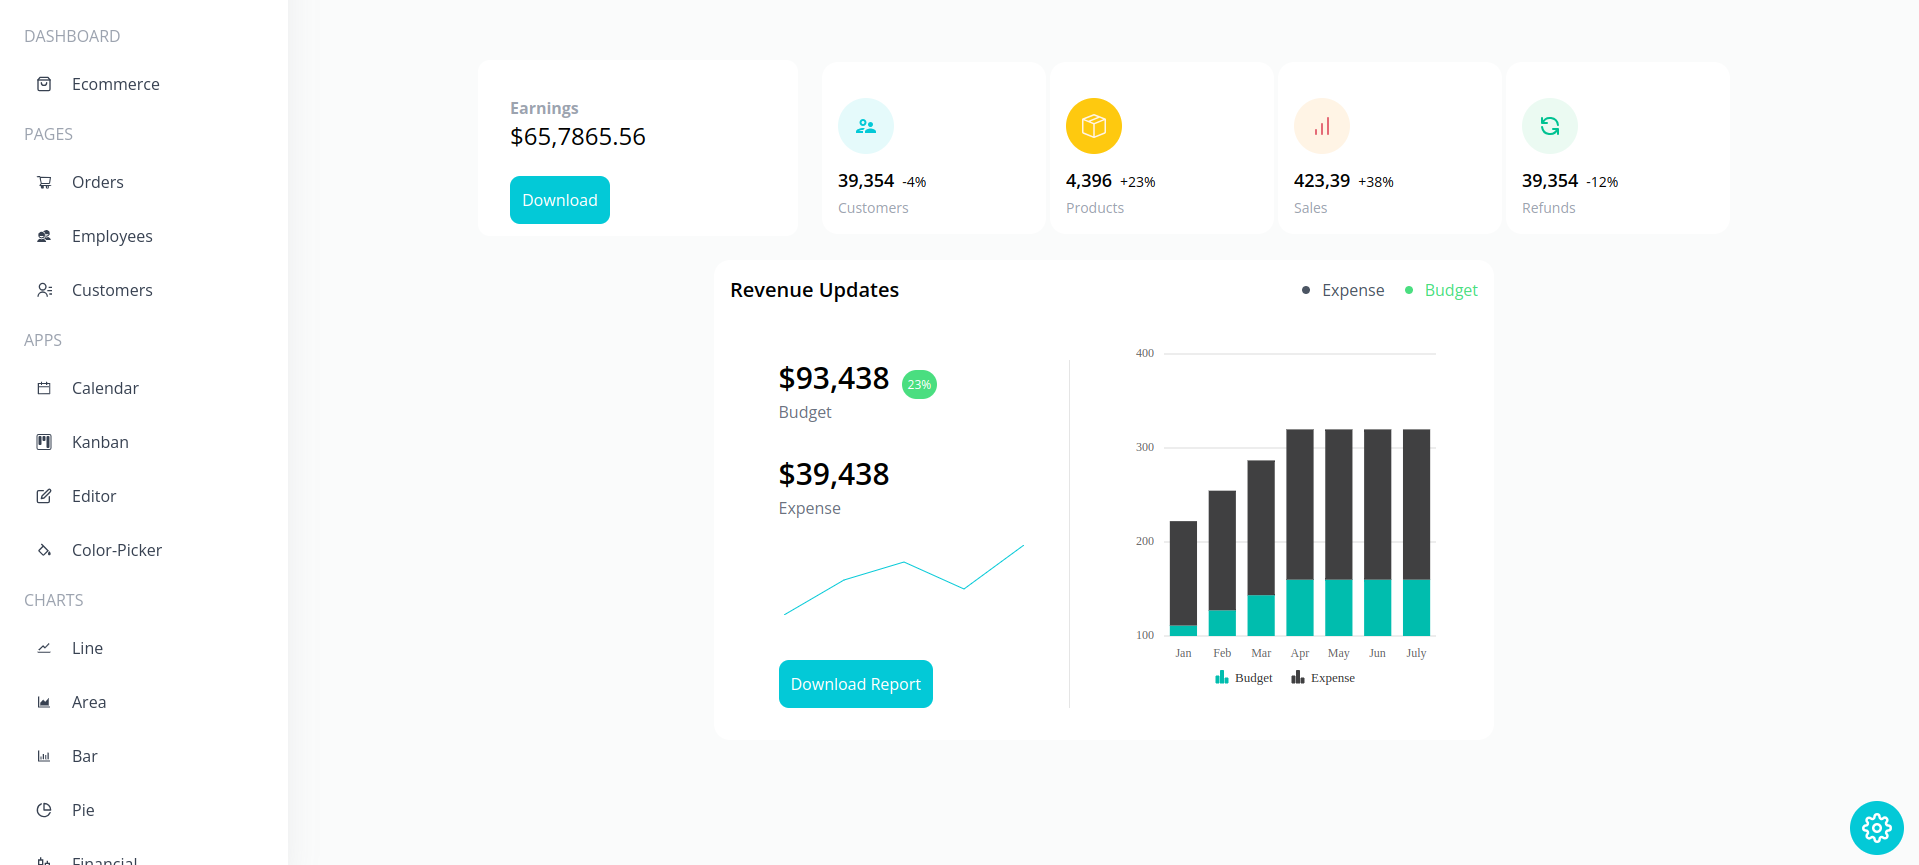 DASHBOARD
Ecommerce
PAGES
Orders
Employees
Customers
APPS
Calendar
Kanban
Editor
Color-Picker
CHARTS
Line
Area
Bar
Pie
Financial
Earnings
$65,7865.56
Download
39,354 -4%
Customers
4,396 +23%
Products
423,39 +38%
Sales
39,354 -12%
Refunds
Revenue Updates
Expense
Budget
$93,438 23%
Budget
$39,438
Expense
Download Report
400
300
200
100
Jan Feb Mar Apr May Jun July
Budget Expense